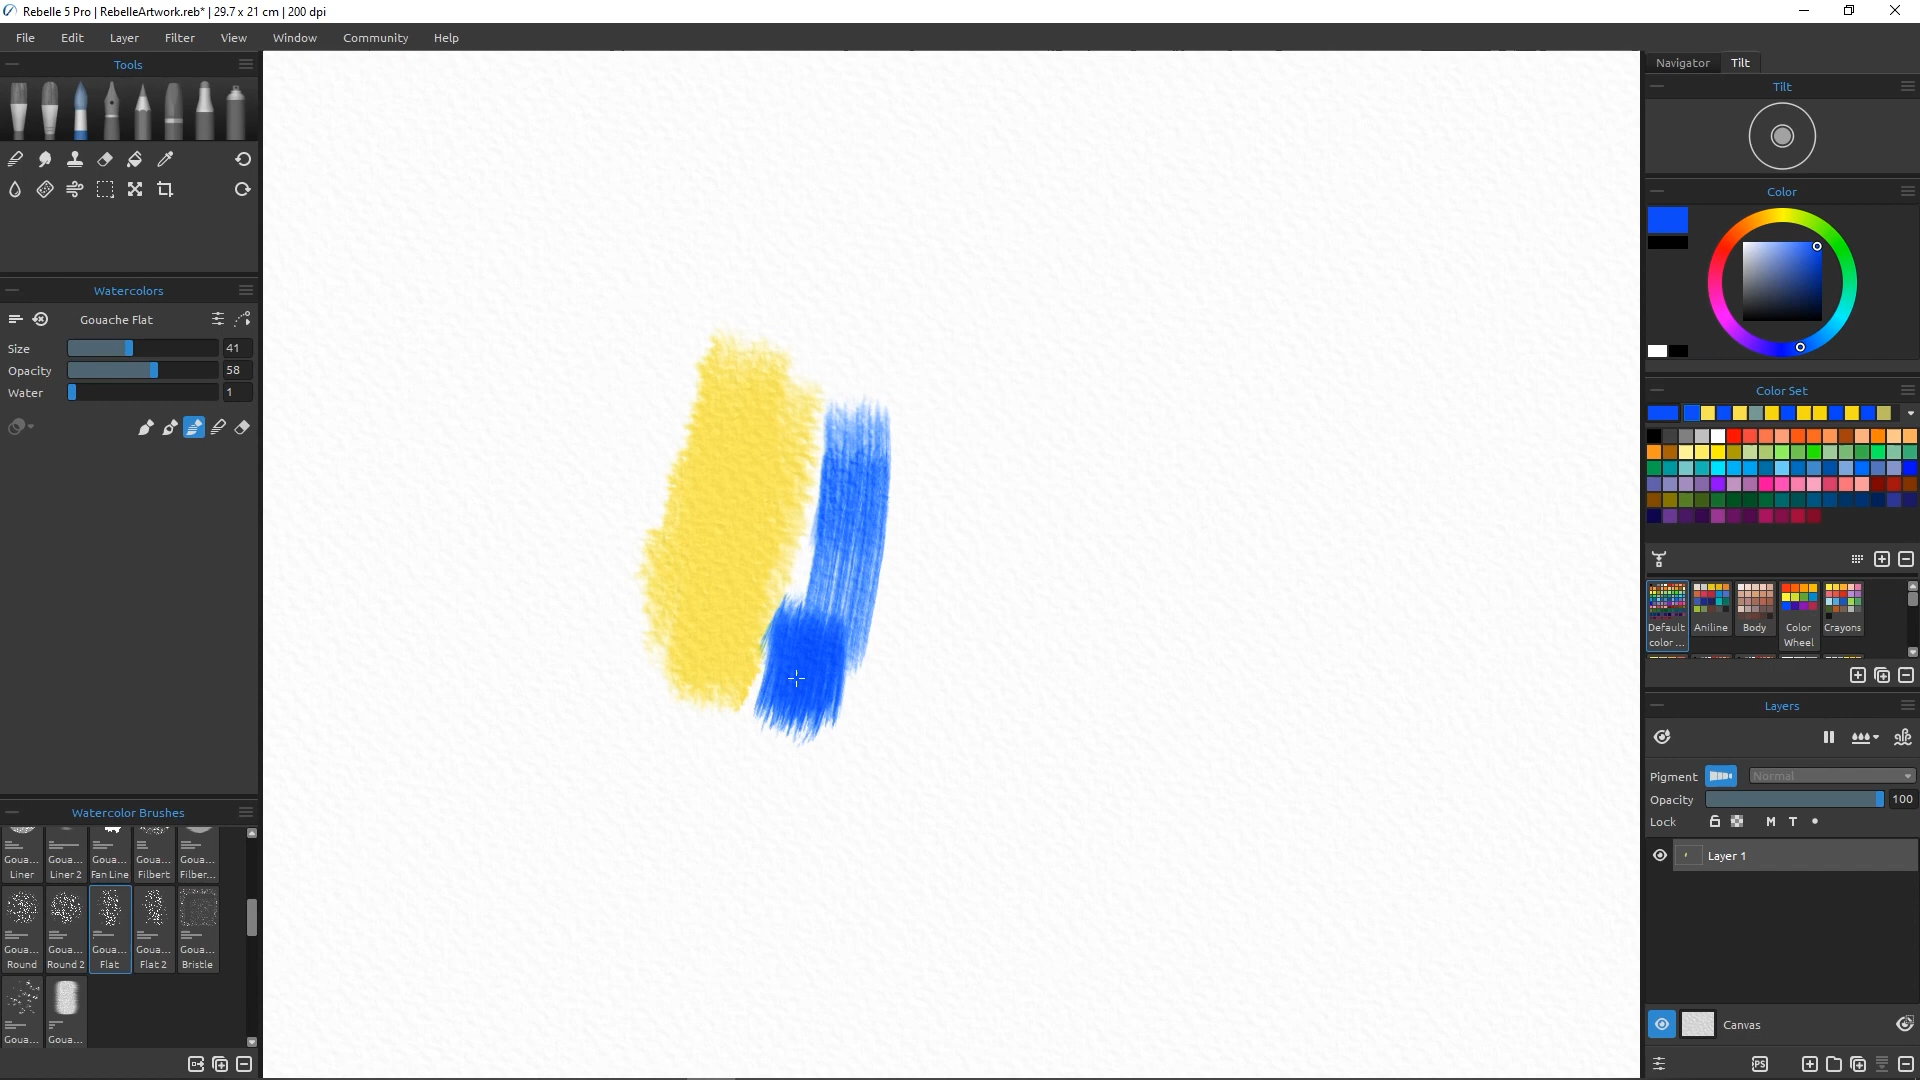 Rebelle 5 Pro | RebelleArtwork.reb* | 29.7 x 21 cm | 200 dpi
File Edit Layer Filter View Window Community Help
Tools
Watercolors
Gouache Flat
Size 41
Opacity 58
Water 1
Watercolor Brushes
Goua... Goua... Goua... Goua... Goua...
Liner Liner 2 Fan Line Filbert Filber...
Goua... Goua... Goua... Goua... Goua...
Round Round 2 Flat Flat 2 Bristle
Goua... Goua...
Navigator Tilt
Tilt
Color
Color Set
Default Aniline Body Color Crayons
color ... Wheel
Layers
Pigment Normal
Opacity 100
Lock M T
Layer 1
Canvas
PS